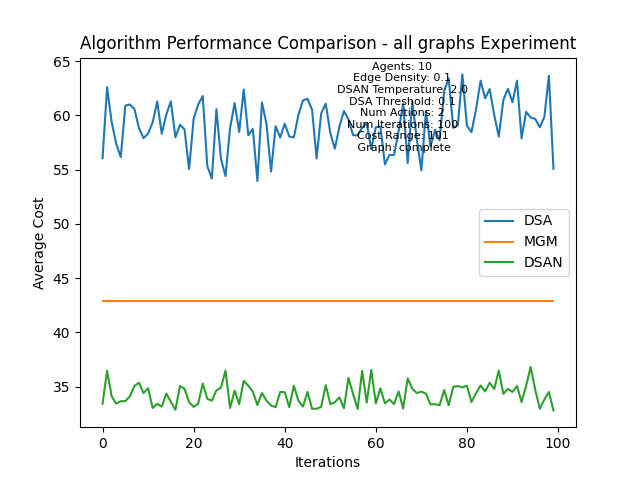 Algorithm Performance Comparison - all graphs Experiment
Agents: 10
Edge Density: 0.1
DSAN Temperature: 2.0
DSA Threshold: 0.1
Num Actions: 2
Num Iterations: 100
Cost Range: 101
Graph: complete
65
60
55
50
45
40
35
Average Cost
DSA
MGM
DSAN
0
20
40
60
80
100
Iterations